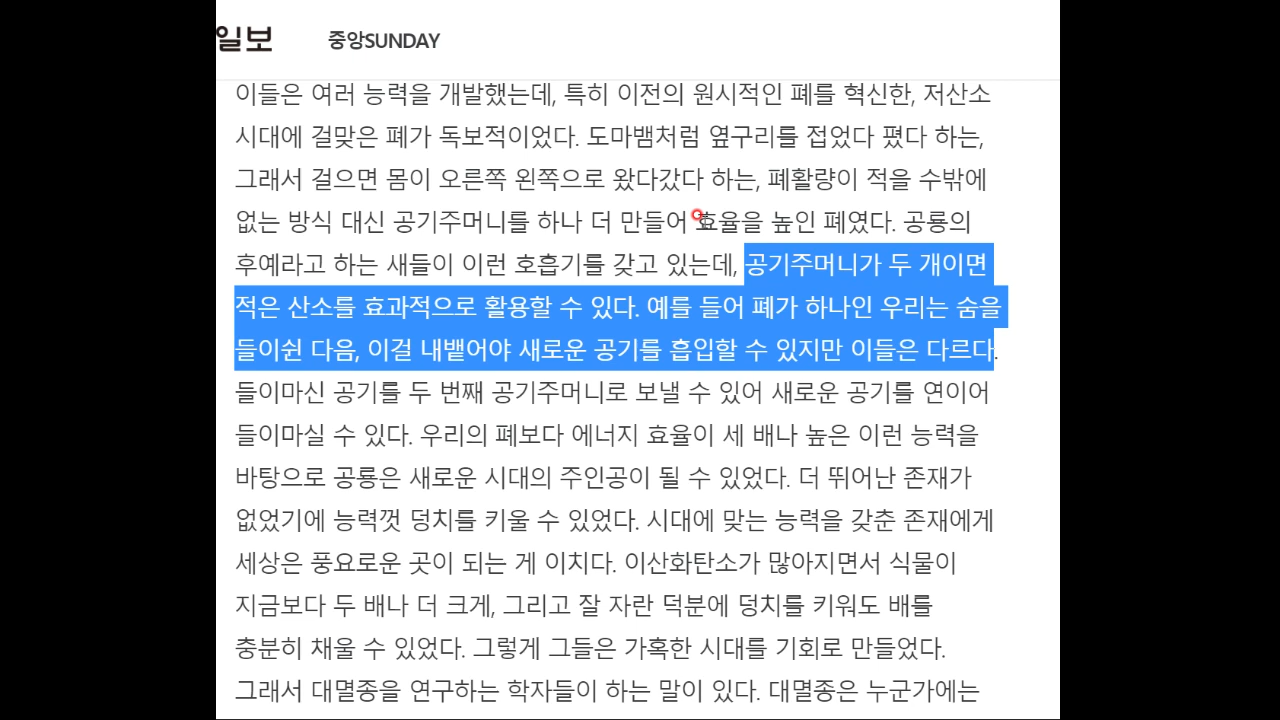 일보
중앙SUNDAY
이들은 여러 능력을 개발했는데, 특히 이전의 원시적인 폐를 혁신한, 저산소
시대에 걸맞은 폐가 독보적이었다. 도마뱀처럼 옆구리를 접었다 폈다 하는,
그래서 걸으면 몸이 오른쪽 왼쪽으로 왔다갔다 하는, 폐활량이 적을 수밖에
없는 방식 대신 공기주머니를 하나 더 만들어 효율을 높인 폐였다. 공룡의
후예라고 하는 새들이 이런 호흡기를 갖고 있는데, 공기주머니가 두 개이면
적은 산소를 효과적으로 활용할 수 있다. 예를 들어 폐가 하나인 우리는 숨을
들이쉰 다음, 이걸 내뱉어야 새로운 공기를 흡입할 수 있지만 이들은 다르다.
들이마신 공기를 두 번째 공기주머니로 보낼 수 있어 새로운 공기를 연이어
들이마실 수 있다. 우리의 폐보다 에너지 효율이 세 배나 높은 이런 능력을
바탕으로 공룡은 새로운 시대의 주인공이 될 수 있었다. 더 뛰어난 존재가
없었기에 능력껏 덩치를 키울 수 있었다. 시대에 맞는 능력을 갖춘 존재에게
세상은 풍요로운 곳이 되는 게 이치다. 이산화탄소가 많아지면서 식물이
지금보다 두 배나 더 크게, 그리고 잘 자란 덕분에 덩치를 키워도 배를
충분히 채울 수 있었다. 그렇게 그들은 가혹한 시대를 기회로 만들었다.
그래서 대멸종을 연구하는 학자들이 하는 말이 있다. 대멸종은 누군가에는